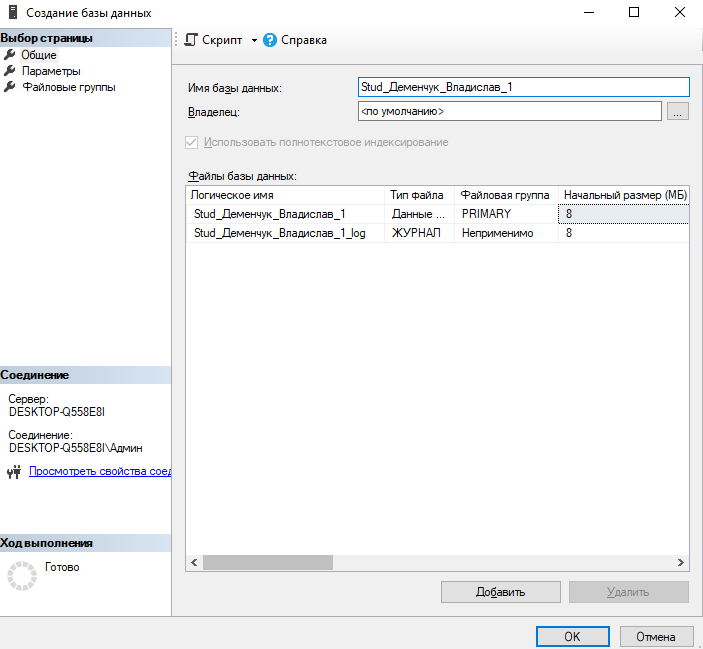 Создание базы данных
Выбор страницы
Общие
Параметры
Файловые группы
Скрипт
Справка
Имя базы данных: Stud_Деменчук_Владислав_1
Владелец: <по умолчанию> ...
Использовать полнотекстовое индексирование
Файлы базы данных:
Логическое имя Тип файла Файловая группа Начальный размер (МБ)
Stud_Деменчук_Владислав_1 Данные ... PRIMARY 8
Stud_Деменчук_Владислав_1_log ЖУРНАЛ Неприменимо 8
Соединение
Сервер:
DESKTOP-Q558E8I
Соединение:
DESKTOP-Q558E8I\Админ
Просмотреть свойства соед
Ход выполнения
Готово
Добавить Удалить
OK Отмена